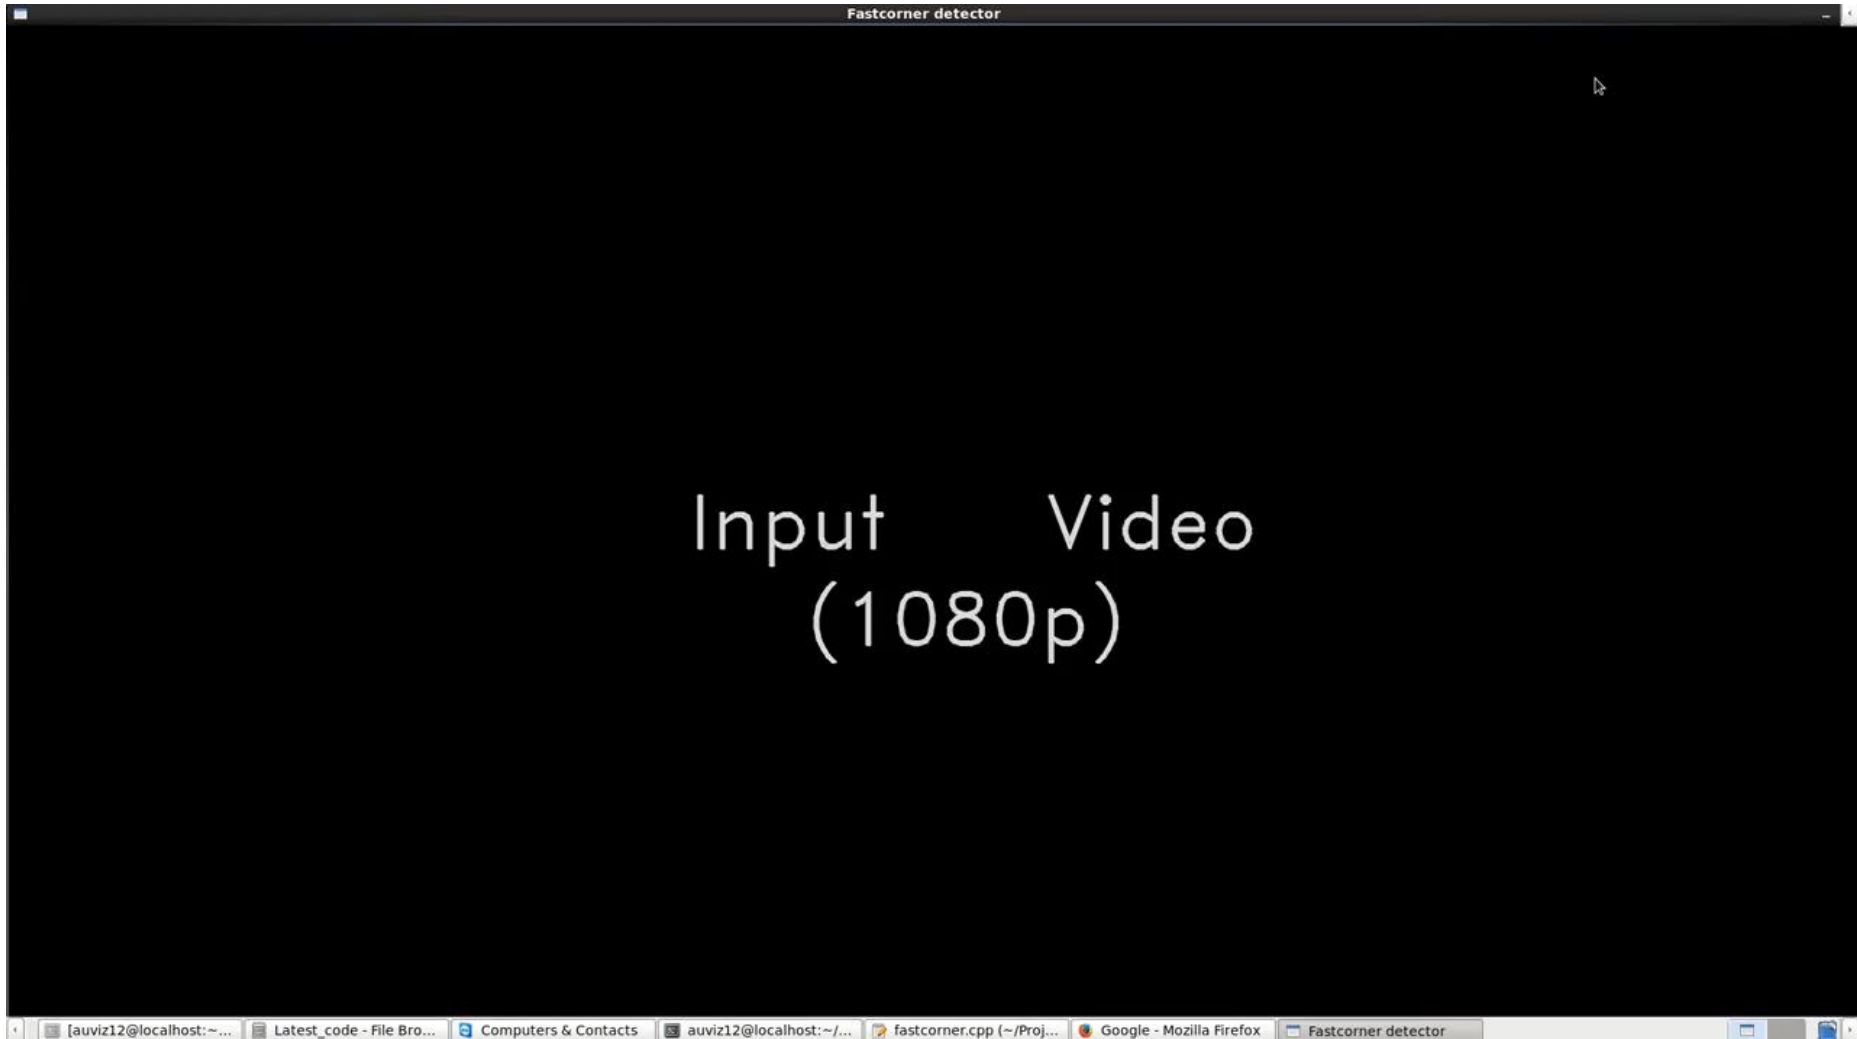 Fastcorner detector
Input Video
(1080p)
[auviz12@localhost:~... Latest_code - File Bro... Computers & Contacts auviz12@localhost:~/... fastcorner.cpp (~/Proj... Google - Mozilla Firefox Fastcorner detector